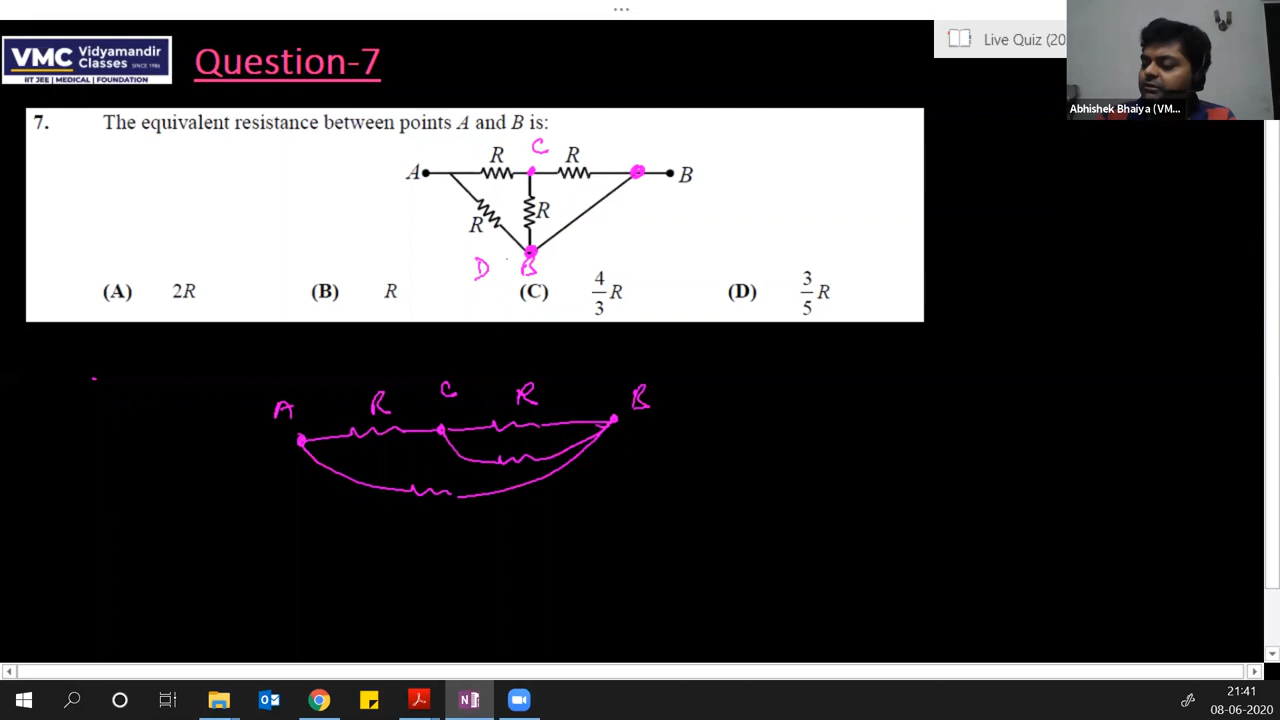 ...
VMC Vidyamandir Classes SINCE 1986
IIT JEE | MEDICAL | FOUNDATION
Question-7
Live Quiz (20
Abhishek Bhaiya (VM...
7. The equivalent resistance between points A and B is:
C
R R
A B
R R
D B
(A) 2R (B) R (C) 4/3 R (D) 3/5 R
A R C R B
21:41
08-06-2020